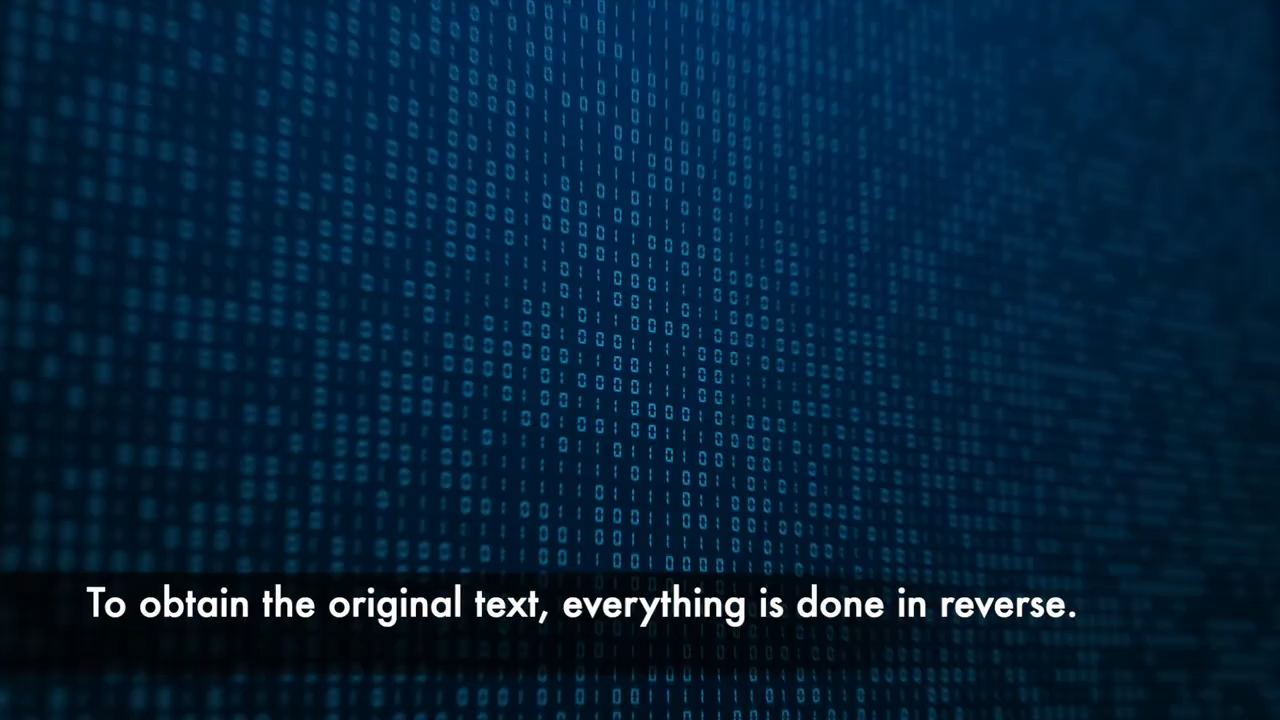 To obtain the original text, everything is done in reverse.